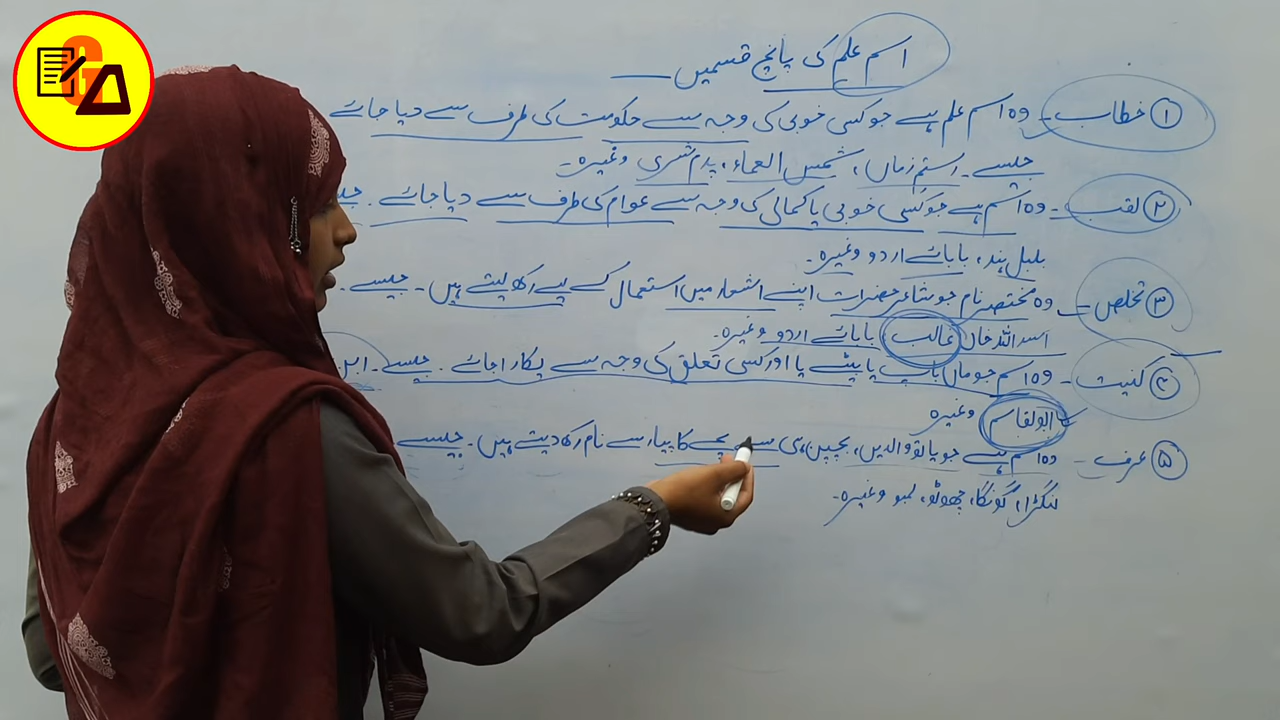 اسم علم کی پانچ قسمیں
① خطاب - وہ اسم علم ہے جو کسی خوبی کی وجہ سے حکومت کی طرف سے دیا جائے
جیسے - رستم زماں، شمس العماء، پدم شری وغیرہ -
② لقب - وہ اسم ہے جو کسی خوبی یا کمالی کی وجہ سے عوام کی طرف سے دیا جائے - جیسے
بلبل ہند، بابائے اردو وغیرہ -
③ تخلص - وہ مختصر نام جو شاعر حضرات اپنے اشعار میں استعمال کے لیے رکھ لیتے ہیں - جیسے -
اسد اللہ خاں غالب، بابائے اردو وغیرہ -
④ کنیت - وہ اسم جو ماں باپ یا بیٹے یا اور کسی تعلق کی وجہ سے پکارا جائے - جیسے - ابن
ابولقاسم وغیرہ
⑤ عرف - وہ اسم ہے جو یا تو والدین، بچپن ہی سے بچے کا پیار سے نام رکھ دیتے ہیں - جیسے -
لنگڑا، گونگا، چھوٹو، لمبو وغیرہ -